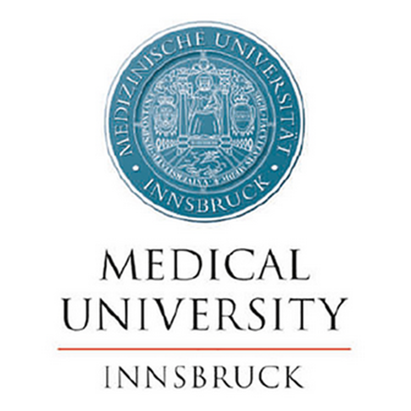 MEDIZINISCHE UNIVERSITÄT
· INNSBRUCK ·
MEDICAL
UNIVERSITY
INNSBRUCK